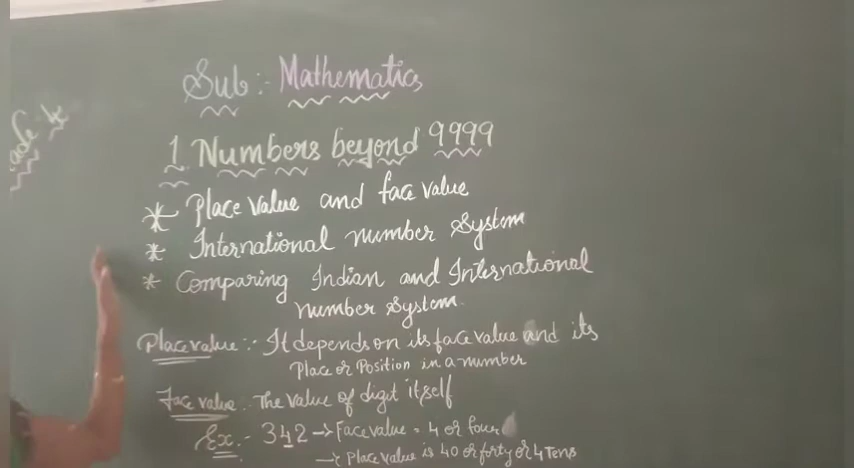 Sub:- Mathematics
1. Numbers beyond 9999
* Place value and face value
* International number System
* Comparing Indian and International
number System.
Place value :- It depends on its face value and its
Place or Position in a number
Face value :- The value of digit itself
Ex:- 342 → Face value = 4 or four
→ Place value is 40 or forty or 4 Tens